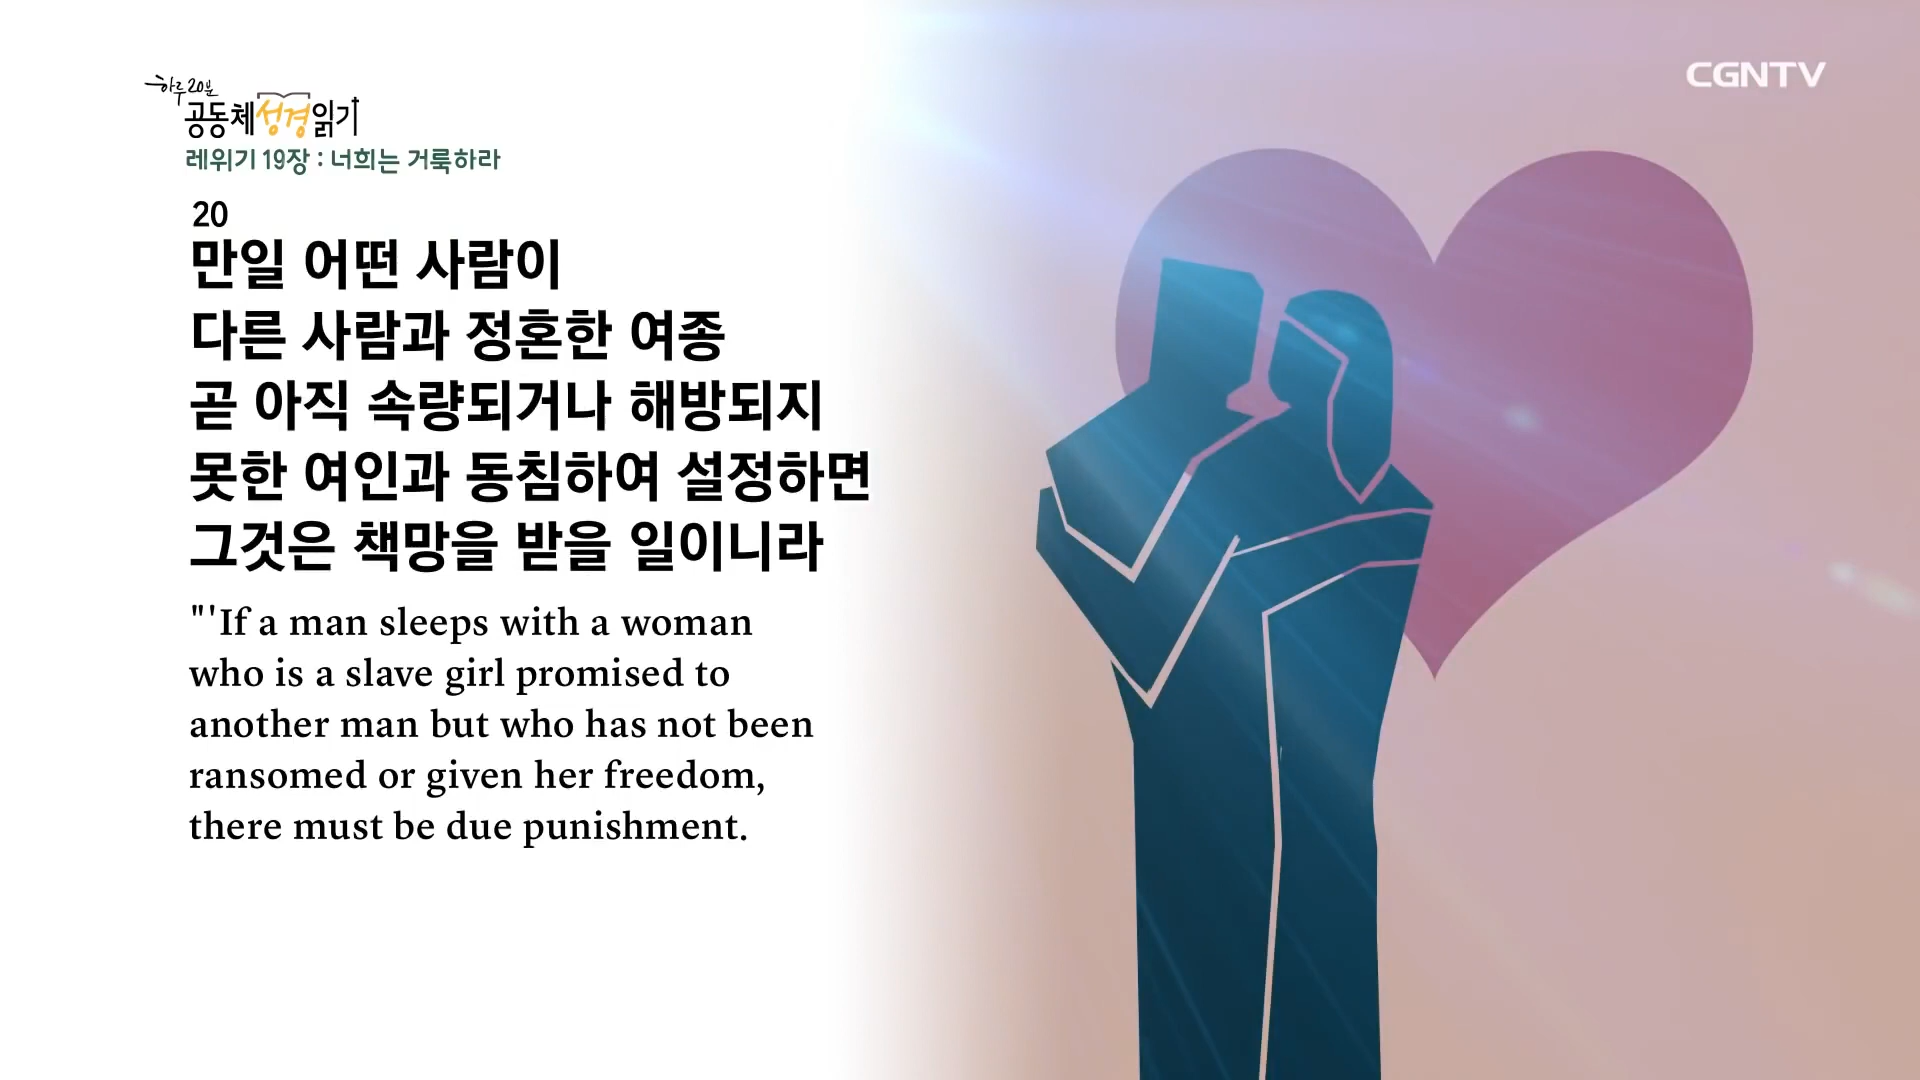 하루 20분
공동체성경읽기
레위기 19장 : 너희는 거룩하라
CGNTV
20
만일 어떤 사람이
다른 사람과 정혼한 여종
곧 아직 속량되거나 해방되지
못한 여인과 동침하여 설정하면
그것은 책망을 받을 일이니라
"'If a man sleeps with a woman
who is a slave girl promised to
another man but who has not been
ransomed or given her freedom,
there must be due punishment.